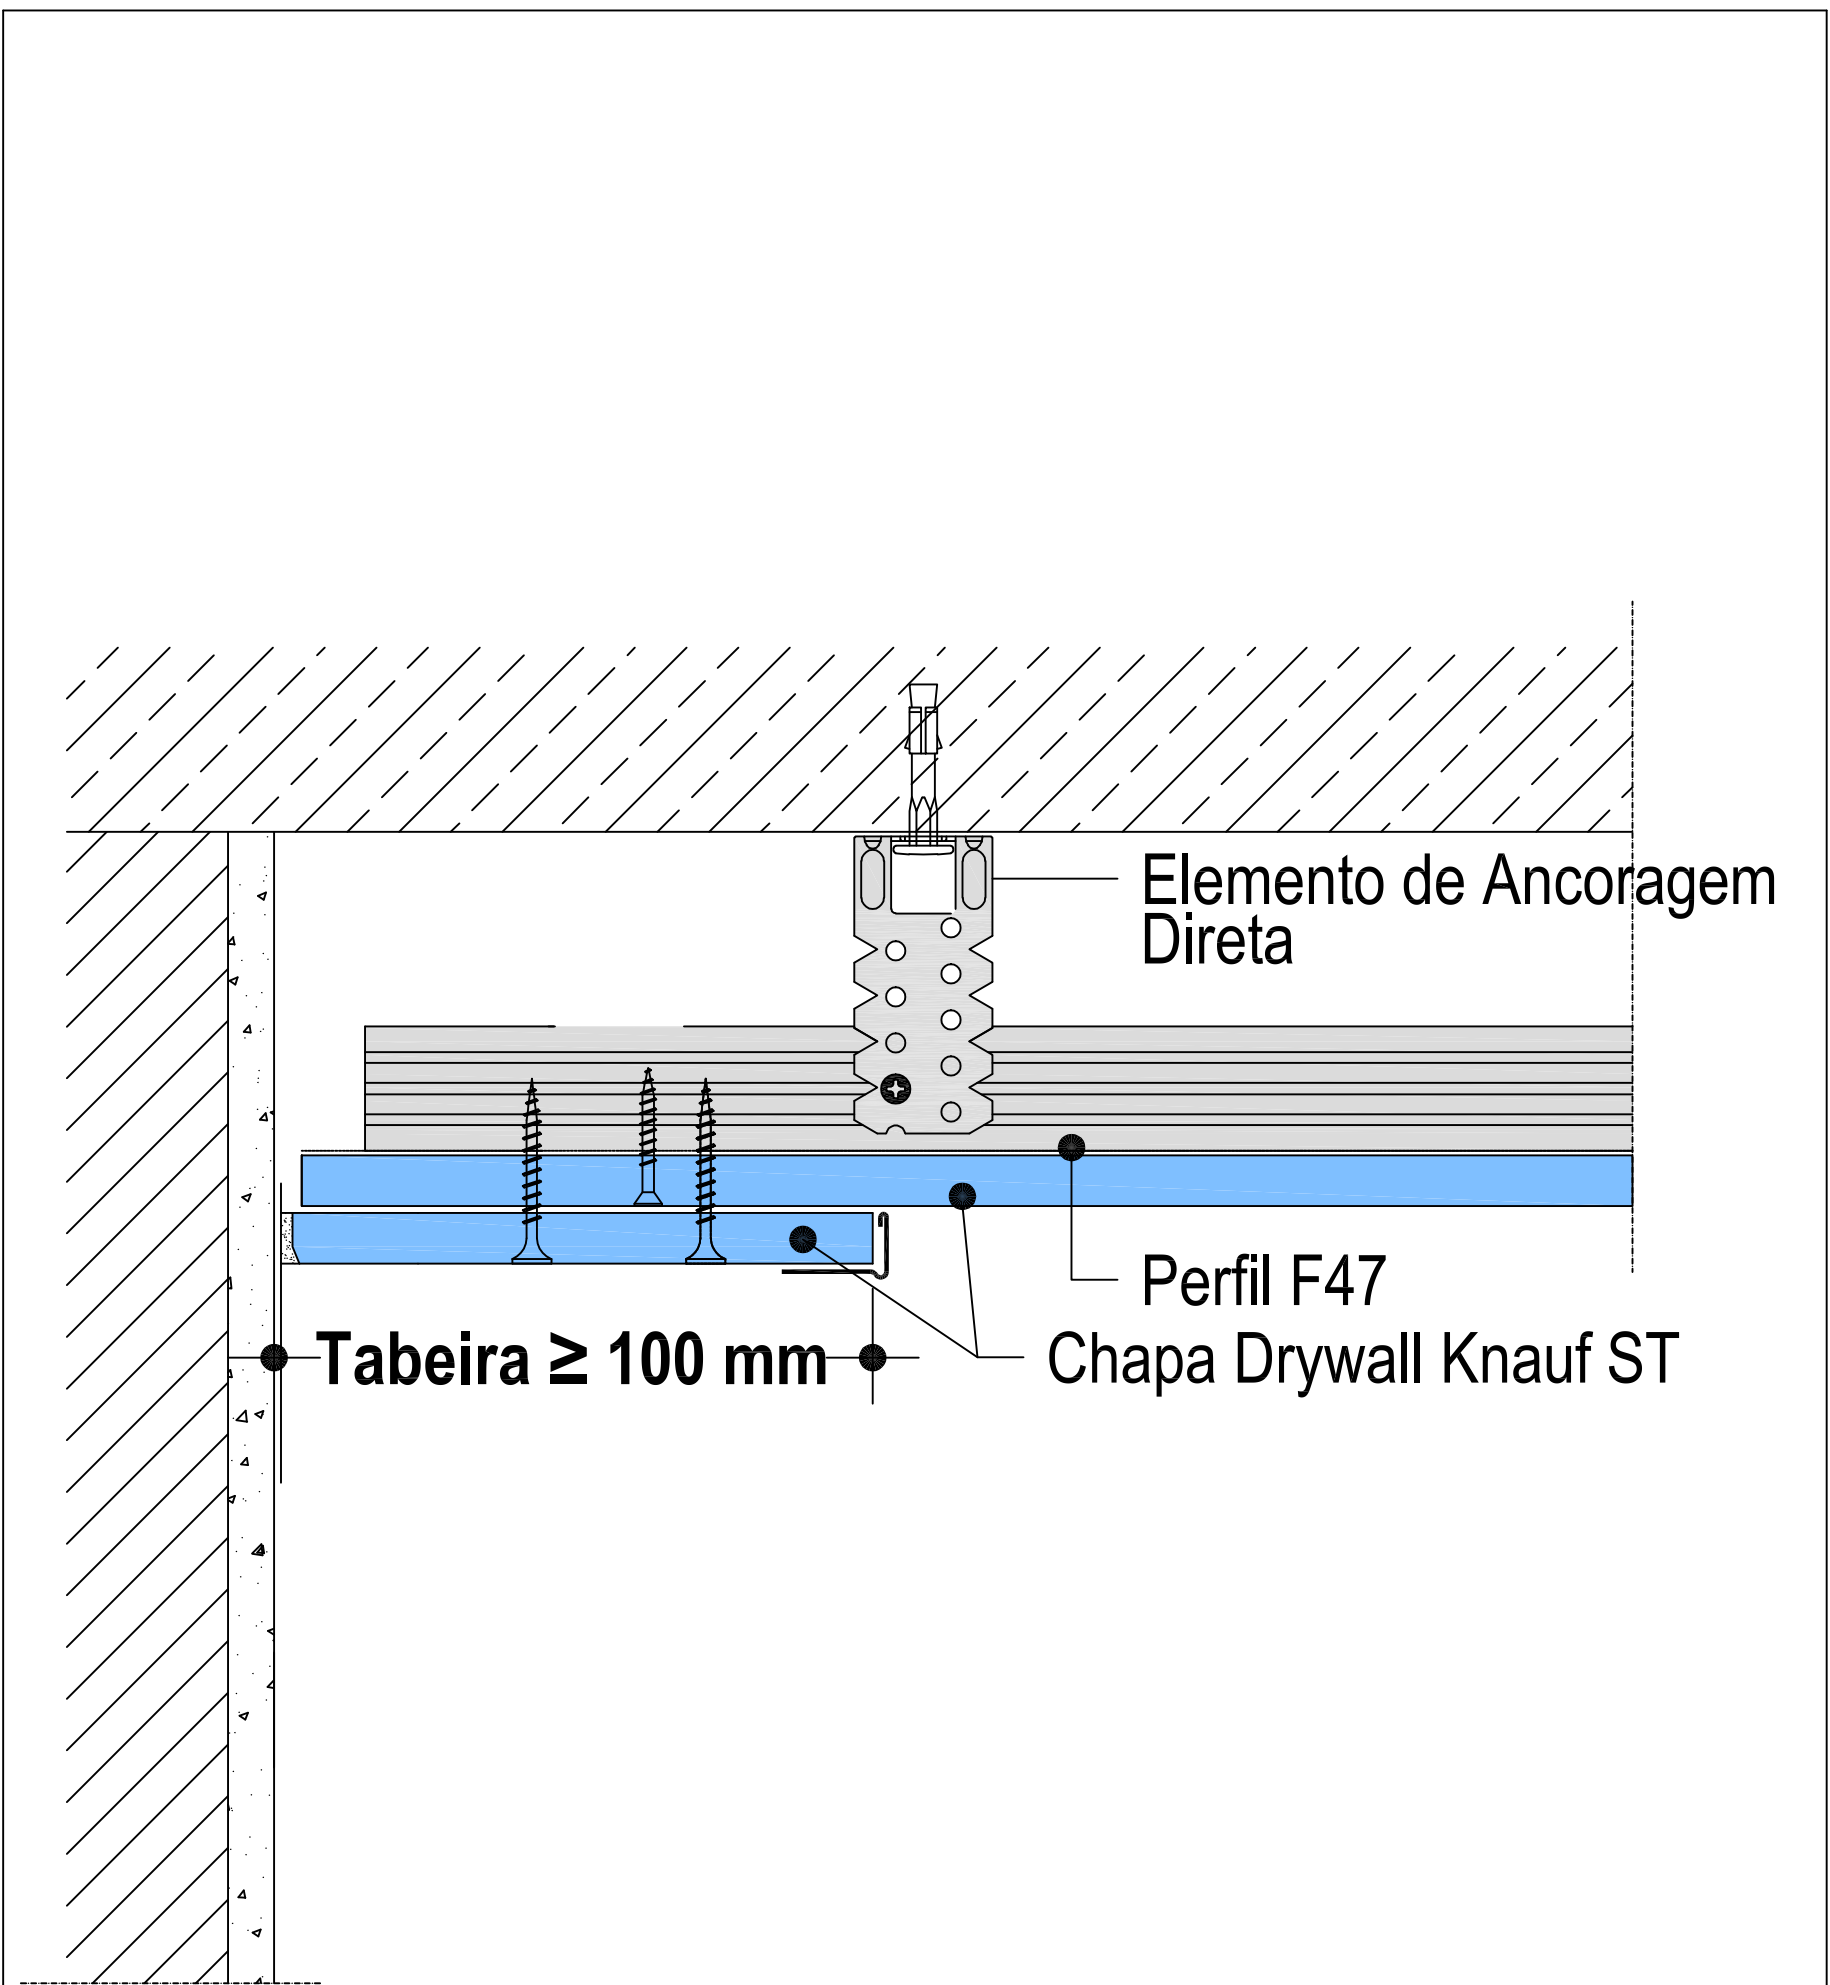 Elemento de Ancoragem
Direta
Perfil F47
Tabeira ≥ 100 mm
Chapa Drywall Knauf ST